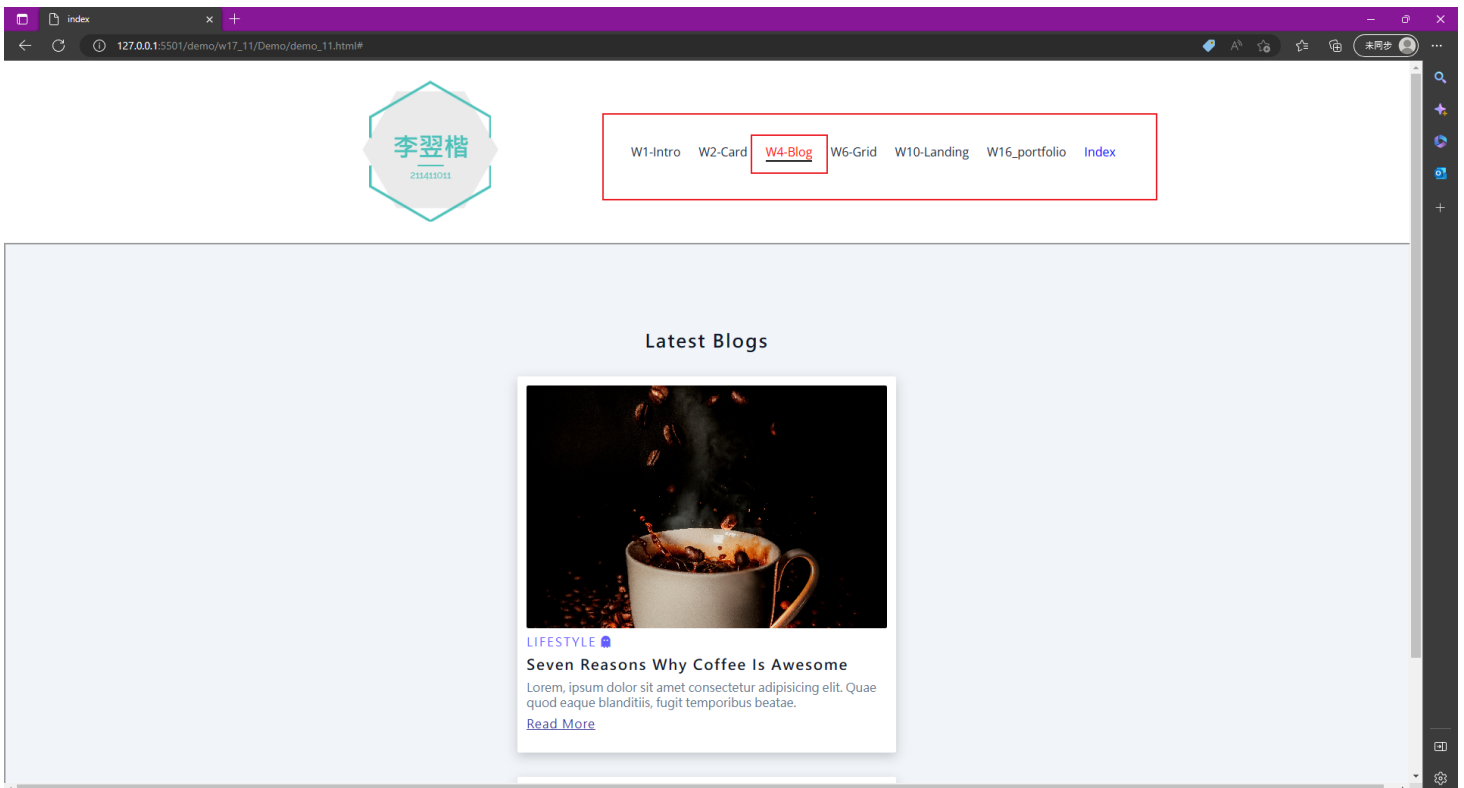 index
127.0.0.1:5501/demo/w17_11/Demo/demo_11.html#
未同步
李翌楷
211411011
W1-Intro W2-Card W4-Blog W6-Grid W10-Landing W16_portfolio Index
Latest Blogs
LIFESTYLE
Seven Reasons Why Coffee Is Awesome
Lorem, ipsum dolor sit amet consectetur adipisicing elit. Quae
quod eaque blanditiis, fugit temporibus beatae.
Read More